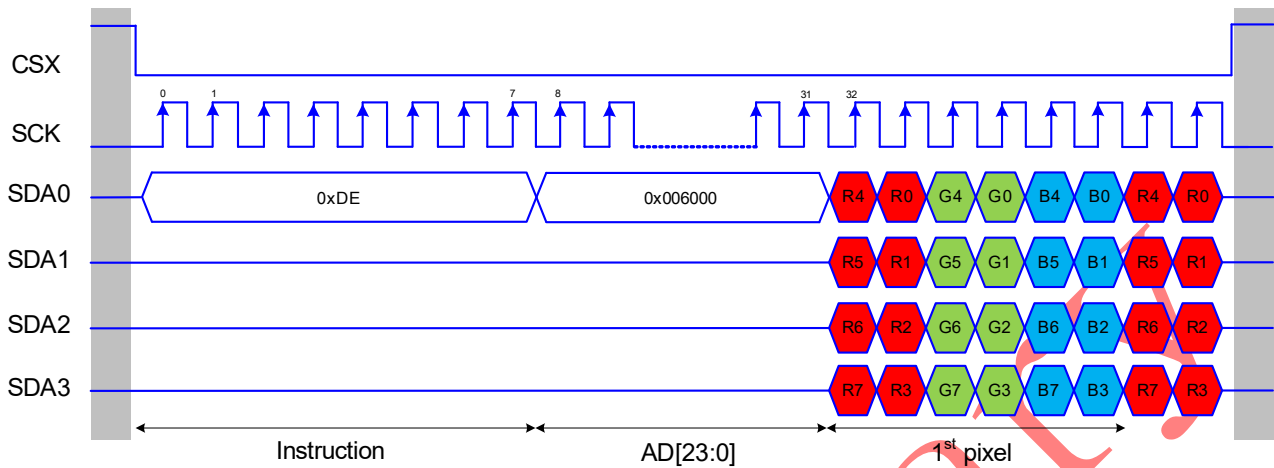 CSX
0 1 7 8 31 32
SCK
SDA0 0xDE 0x006000 R4 R0 G4 G0 B4 B0 R4 R0
SDA1 R5 R1 G5 G1 B5 B1 R5 R1
SDA2 R6 R2 G6 G2 B6 B2 R6 R2
SDA3 R7 R3 G7 G3 B7 B3 R7 R3
Instruction AD[23:0] 1st pixel